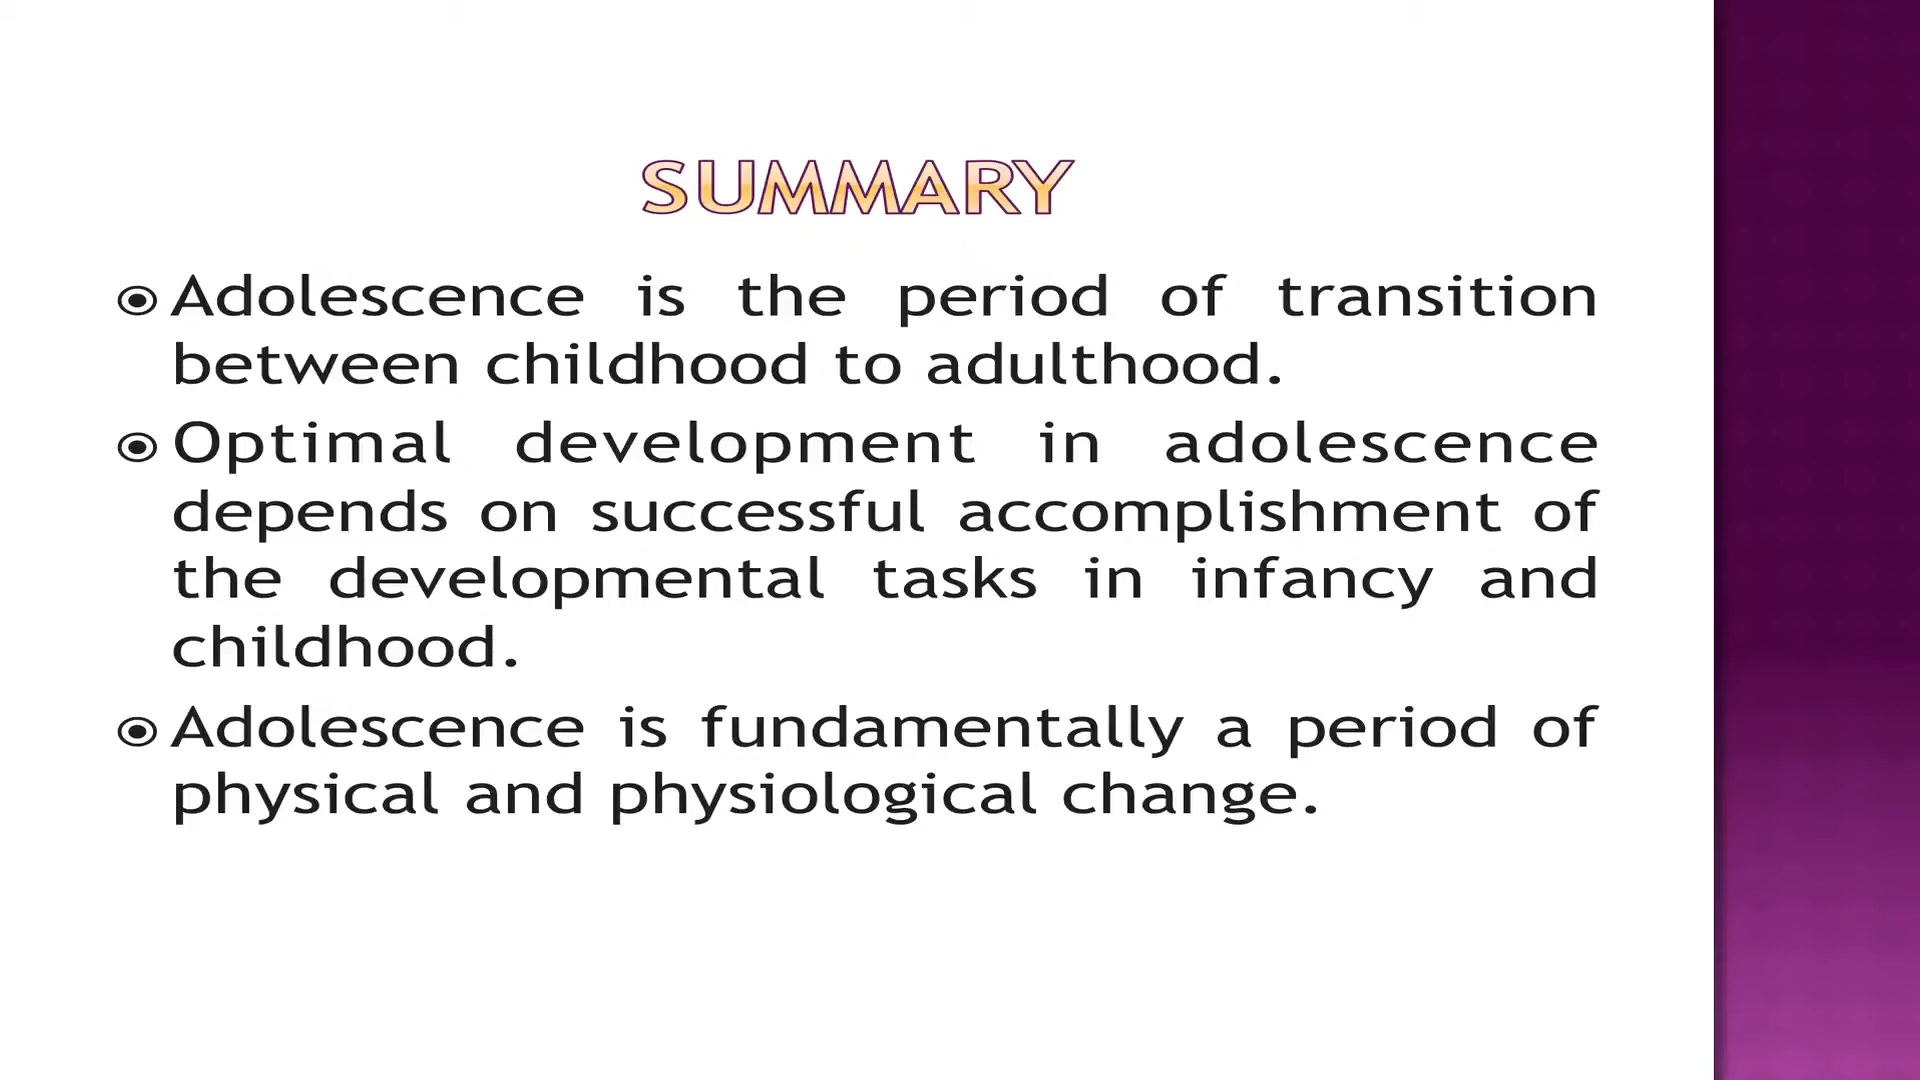 SUMMARY
Adolescence is the period of transition
between childhood to adulthood.
Optimal development in adolescence
depends on successful accomplishment of
the developmental tasks in infancy and
childhood.
Adolescence is fundamentally a period of
physical and physiological change.